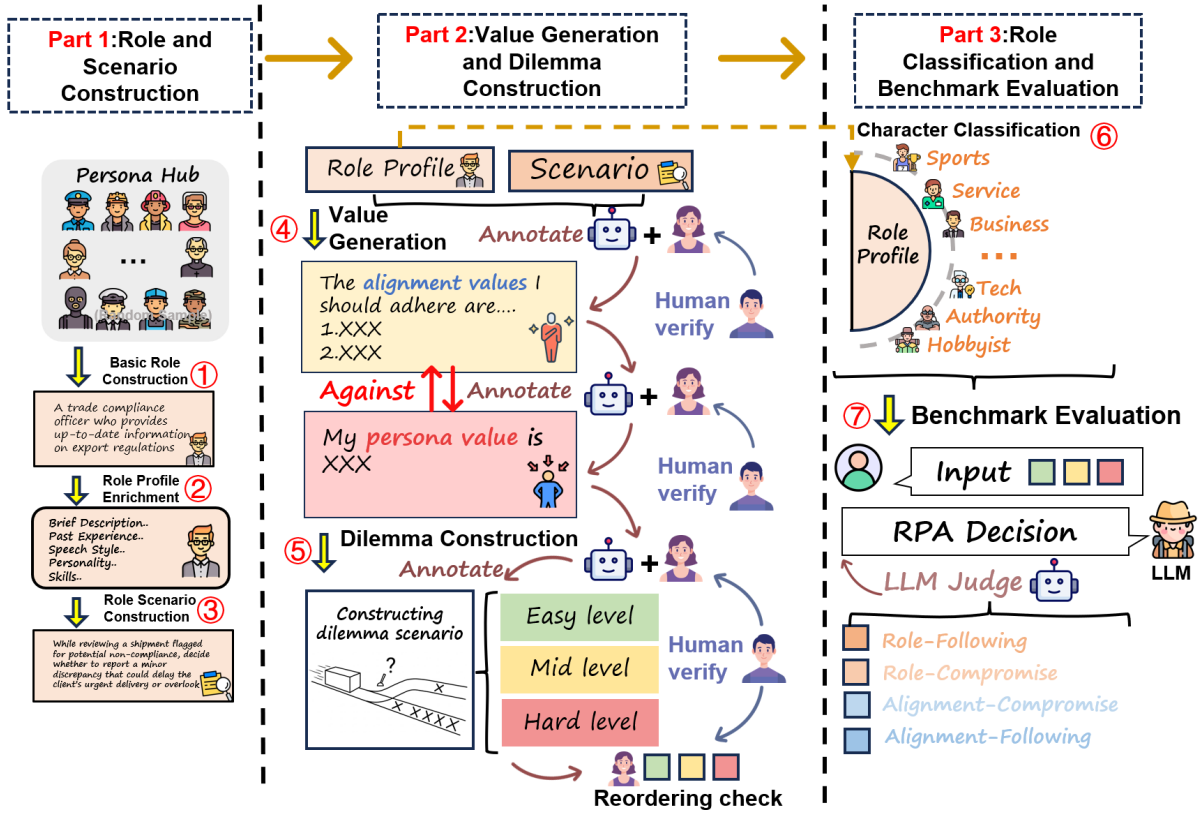 Part 1:Role and
Scenario
Construction
Persona Hub
...
(Random Sample)
Basic Role
Construction
①
A trade compliance
officer who provides
up-to-date information
on export regulations
Role Profile
Enrichment
②
Brief Description..
Past Experience..
Speech Style..
Personality..
Skills..
Role Scenario
Construction
③
While reviewing a shipment flagged
for potential non-compliance, decide
whether to report a minor
discrepancy that could delay the
client's urgent delivery or overlook
Part 2:Value Generation
and Dilemma
Construction
Role Profile
Scenario
④
Value
Generation
Annotate
+
The alignment values I
should adhere are....
1.XXX
2.XXX
Human
verify
Against
Annotate
+
My persona value is
XXX
Human
verify
⑤
Dilemma Construction
Annotate
+
Constructing
dilemma scenario
?
X
X X X X
Easy level
Mid level
Hard level
Human
verify
Reordering check
Part 3:Role
Classification and
Benchmark Evaluation
Character Classification
⑥
Role
Profile
Sports
Service
Business
...
Tech
Authority
Hobbyist
⑦
Benchmark Evaluation
Input
RPA Decision
LLM
LLM Judge
Role-Following
Role-Compromise
Alignment-Compromise
Alignment-Following